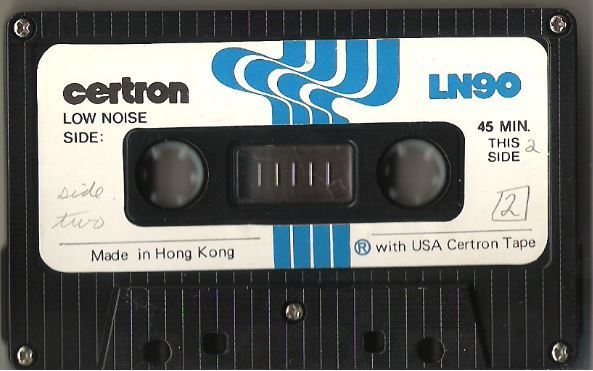 certron
LN90
LOW NOISE
SIDE:
45 MIN.
THIS 2
SIDE
side
two
2
Made in Hong Kong
® with USA Certron Tape